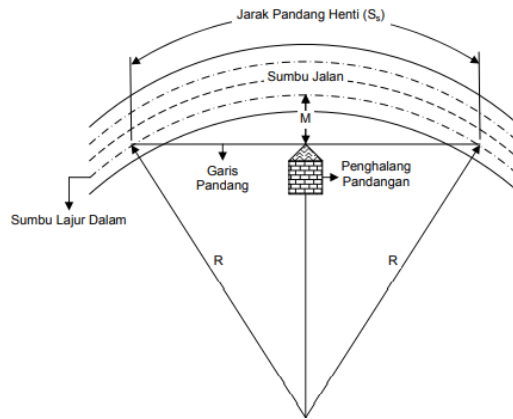 Jarak Pandang Henti (Sₛ)
Sumbu Jalan
M
Garis
Pandang
Penghalang
Pandangan
Sumbu Lajur Dalam
R
R